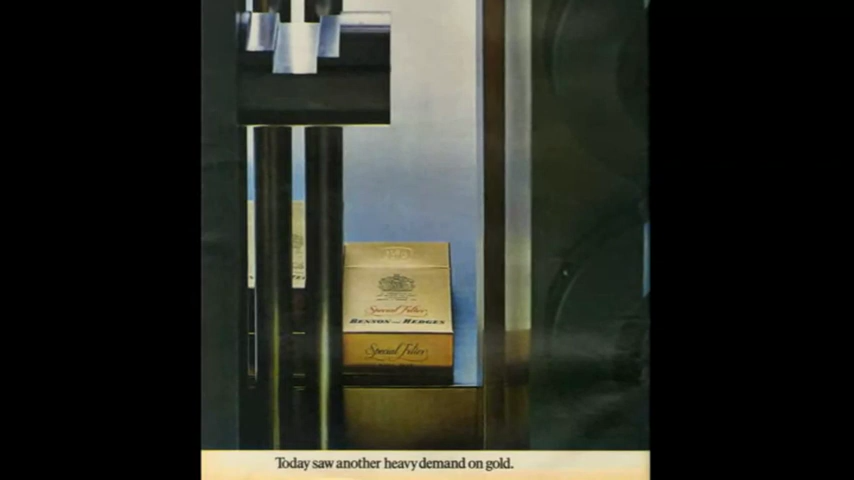 Special Filter
BENSON and HEDGES
Special Filter
Today saw another heavy demand on gold.